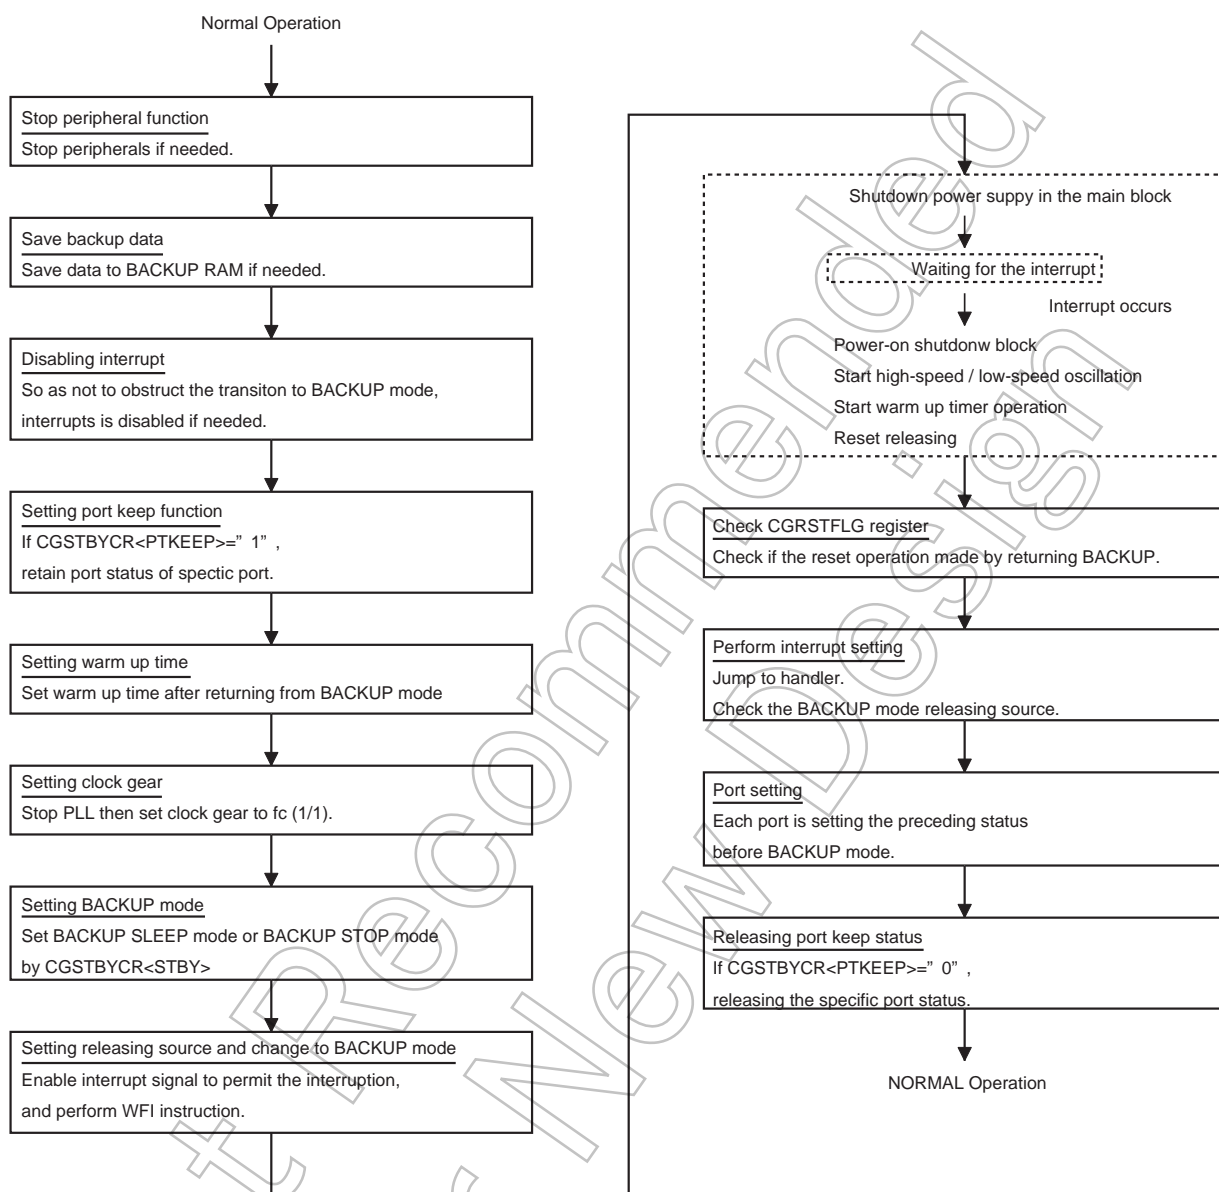 Normal Operation
Stop peripheral function
Stop peripherals if needed.
Save backup data
Save data to BACKUP RAM if needed.
Disabling interrupt
So as not to obstruct the transiton to BACKUP mode,
interrupts is disabled if needed.
Setting port keep function
If CGSTBYCR<PTKEEP>=” 1” ,
retain port status of spectic port.
Setting warm up time
Set warm up time after returning from BACKUP mode
Setting clock gear
Stop PLL then set clock gear to fc (1/1).
Setting BACKUP mode
Set BACKUP SLEEP mode or BACKUP STOP mode
by CGSTBYCR<STBY>
Setting releasing source and change to BACKUP mode
Enable interrupt signal to permit the interruption,
and perform WFI instruction.
Shutdown power suppy in the main block
Waiting for the interrupt
Interrupt occurs
Power-on shutdonw block
Start high-speed / low-speed oscillation
Start warm up timer operation
Reset releasing
Check CGRSTFLG register
Check if the reset operation made by returning BACKUP.
Perform interrupt setting
Jump to handler.
Check the BACKUP mode releasing source.
Port setting
Each port is setting the preceding status
before BACKUP mode.
Releasing port keep status
If CGSTBYCR<PTKEEP>=” 0” ,
releasing the specific port status.
NORMAL Operation
t Recommended
r New Design